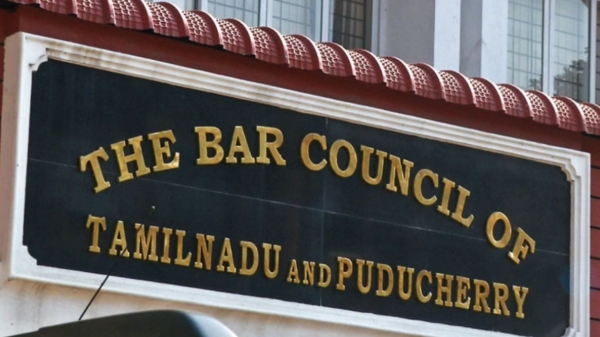 THE BAR COUNCIL OF
TAMILNADU AND PUDUCHERRY